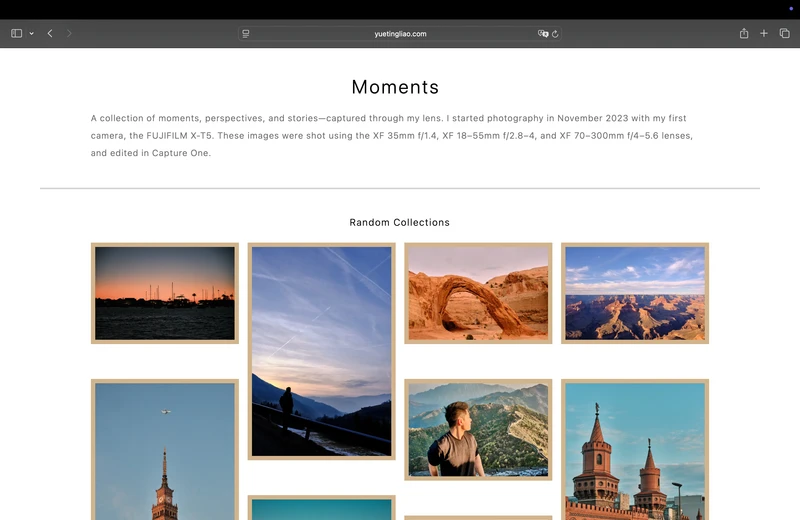 yuetingliao.com
Moments
A collection of moments, perspectives, and stories—captured through my lens. I started photography in November 2023 with my first
camera, the FUJIFILM X-T5. These images were shot using the XF 35mm f/1.4, XF 18–55mm f/2.8–4, and XF 70–300mm f/4–5.6 lenses,
and edited in Capture One.
Random Collections